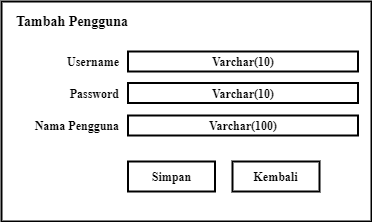 Tambah Pengguna
Username Varchar(10)
Password Varchar(10)
Nama Pengguna Varchar(100)
Simpan Kembali